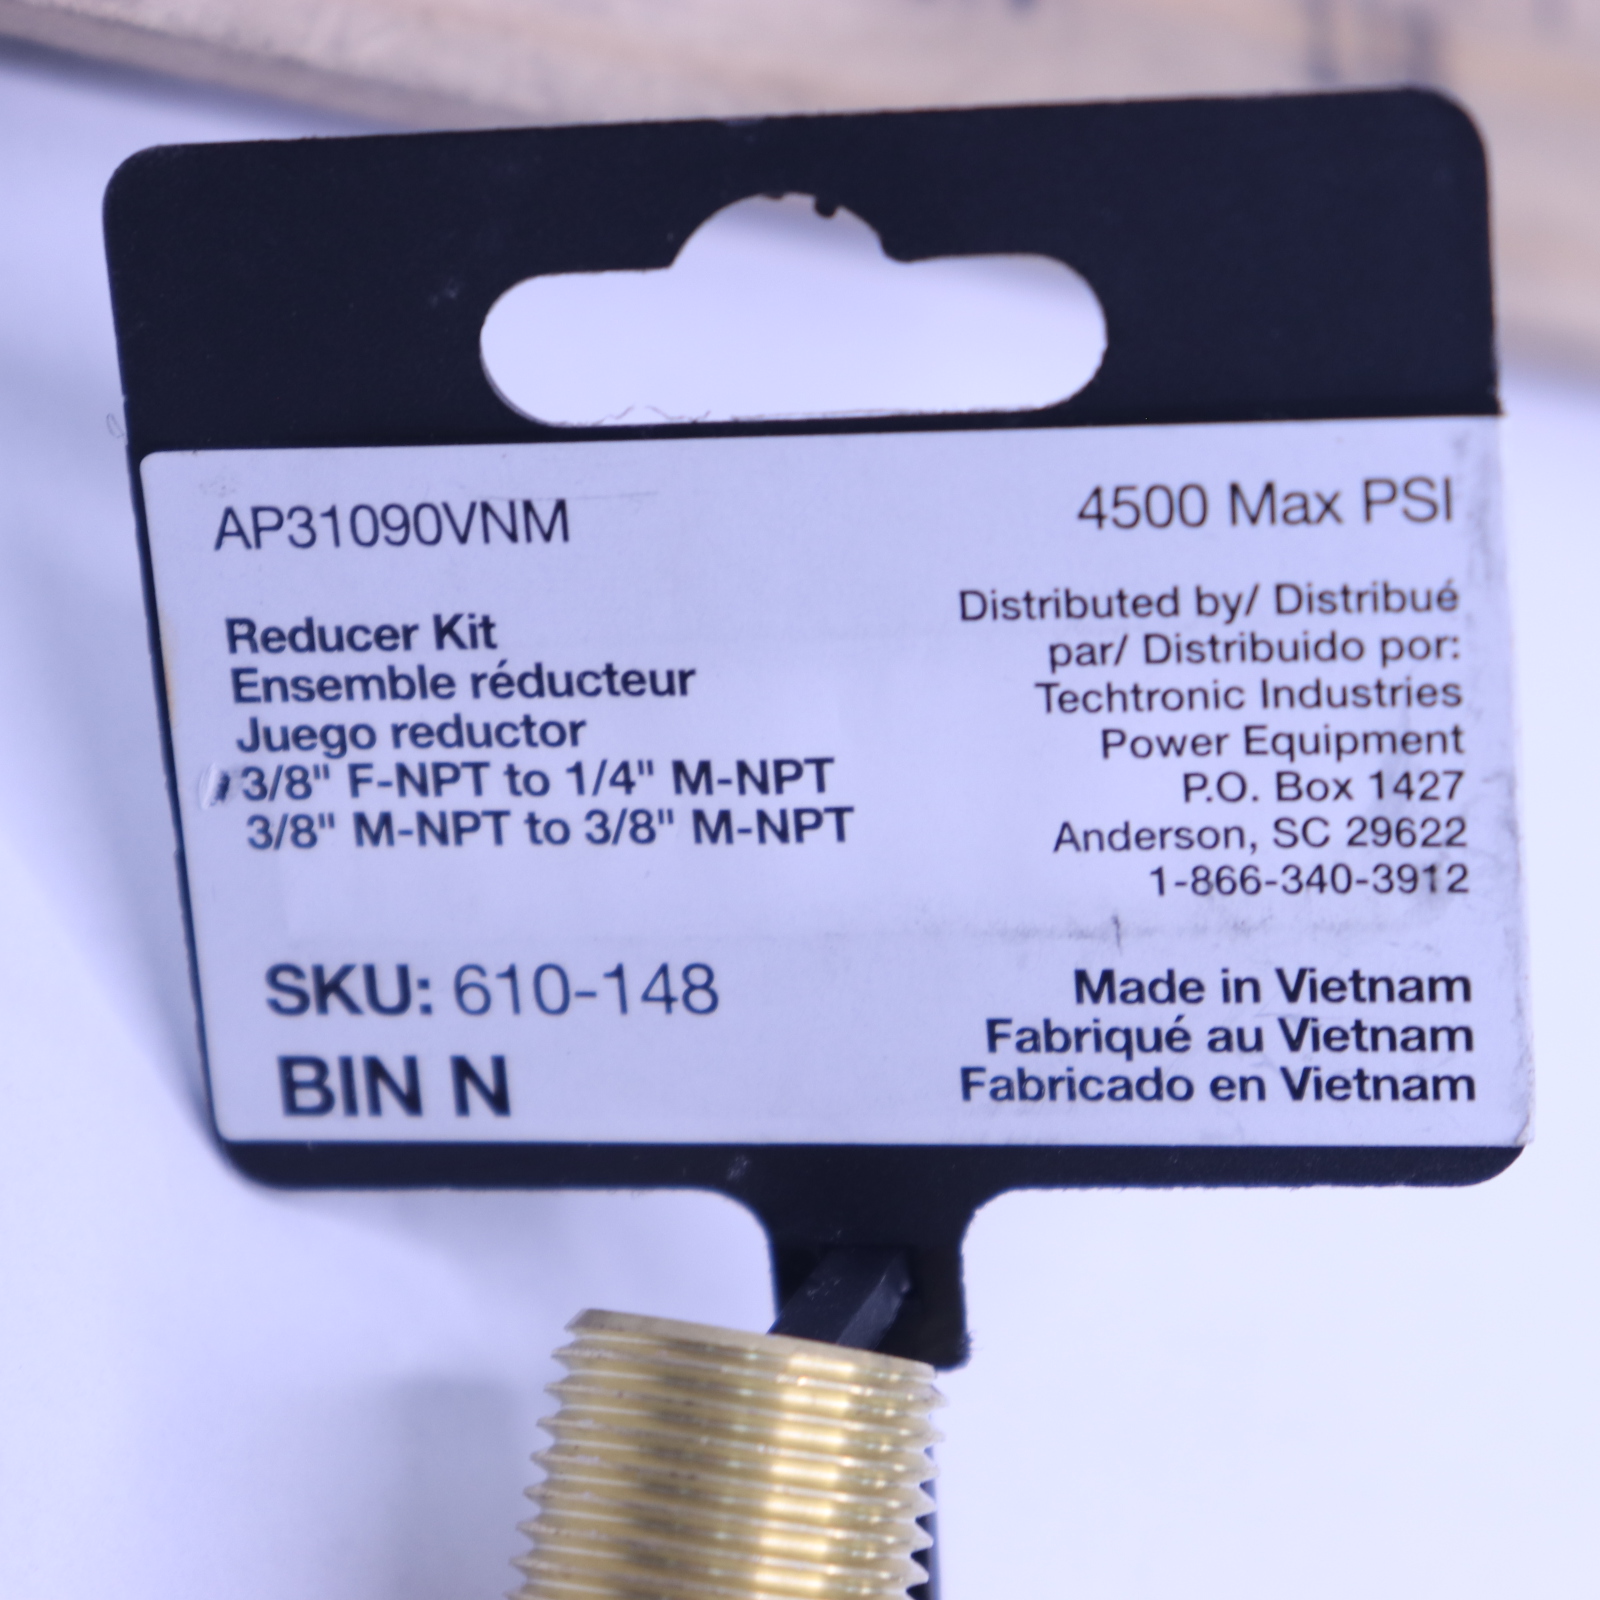 AP31090VNM
4500 Max PSI
Reducer Kit
Ensemble réducteur
Juego reductor
3/8" F-NPT to 1/4" M-NPT
3/8" M-NPT to 3/8" M-NPT
Distributed by/ Distribué
par/ Distribuido por:
Techtronic Industries
Power Equipment
P.O. Box 1427
Anderson, SC 29622
1-866-340-3912
SKU: 610-148
BIN N
Made in Vietnam
Fabriqué au Vietnam
Fabricado en Vietnam